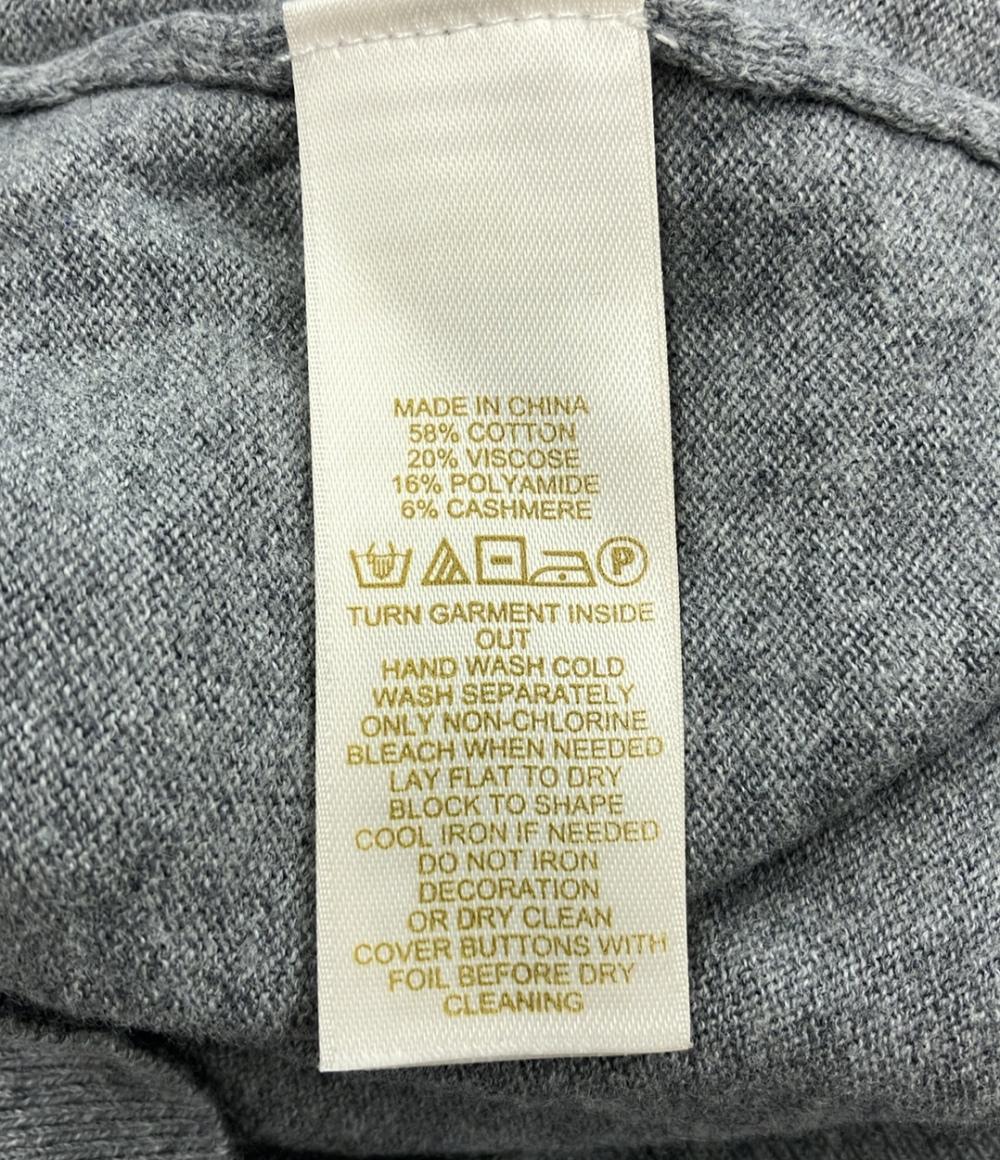 MADE IN CHINA
58% COTTON
20% VISCOSE
16% POLYAMIDE
6% CASHMERE
P
TURN GARMENT INSIDE
OUT
HAND WASH COLD
WASH SEPARATELY
ONLY NON-CHLORINE
BLEACH WHEN NEEDED
LAY FLAT TO DRY
BLOCK TO SHAPE
COOL IRON IF NEEDED
DO NOT IRON
DECORATION
OR DRY CLEAN
COVER BUTTONS WITH
FOIL BEFORE DRY
CLEANING